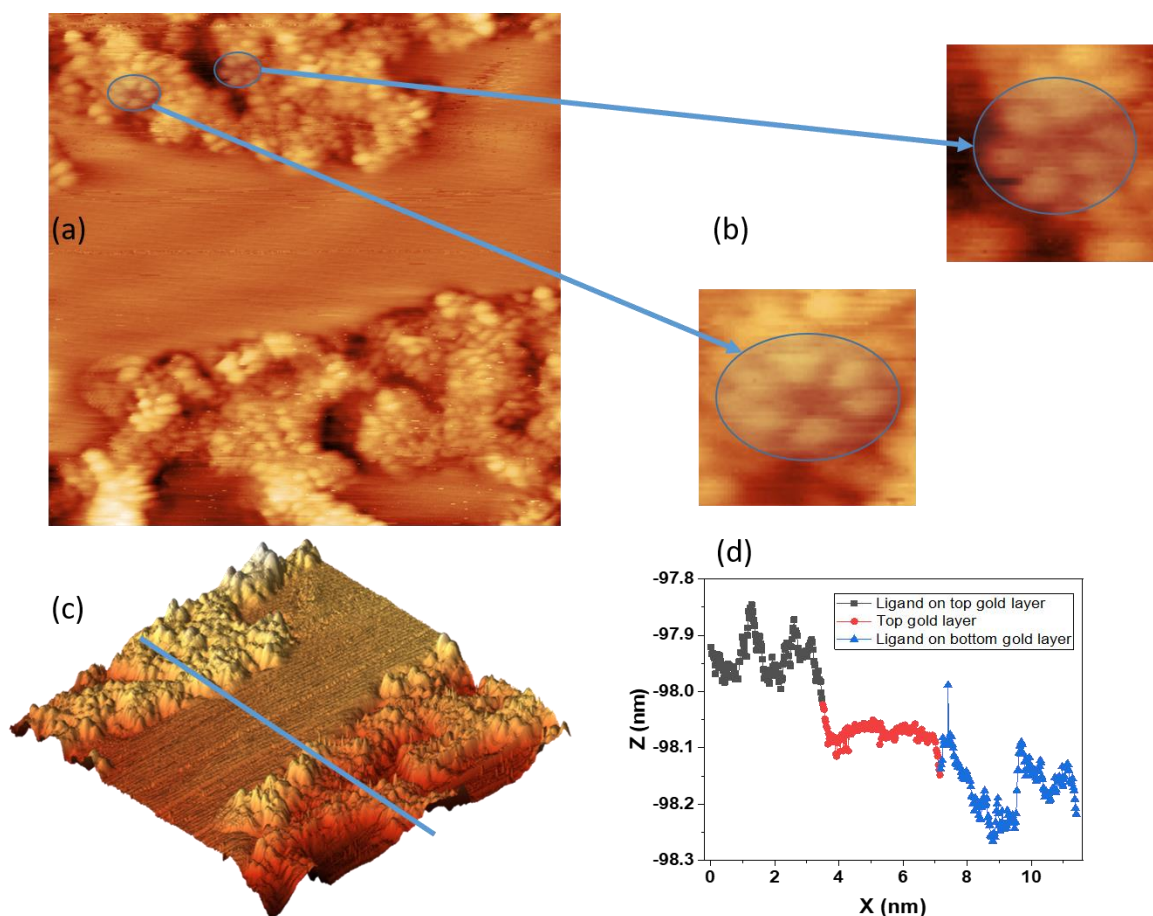 (a)
(b)
(c)
(d)
-97.8
-97.9
-98.0
-98.1
-98.2
-98.3
Z (nm)
Ligand on top gold layer
Top gold layer
Ligand on bottom gold layer
0
2
4
6
8
10
X (nm)